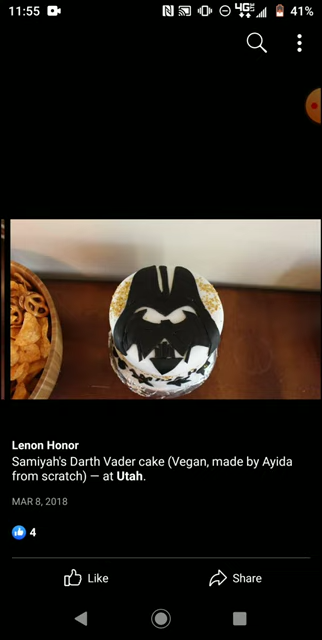 11:55 4G 41%
Lenon Honor
Samiyah's Darth Vader cake (Vegan, made by Ayida
from scratch) — at Utah.
MAR 8, 2018
4
Like Share